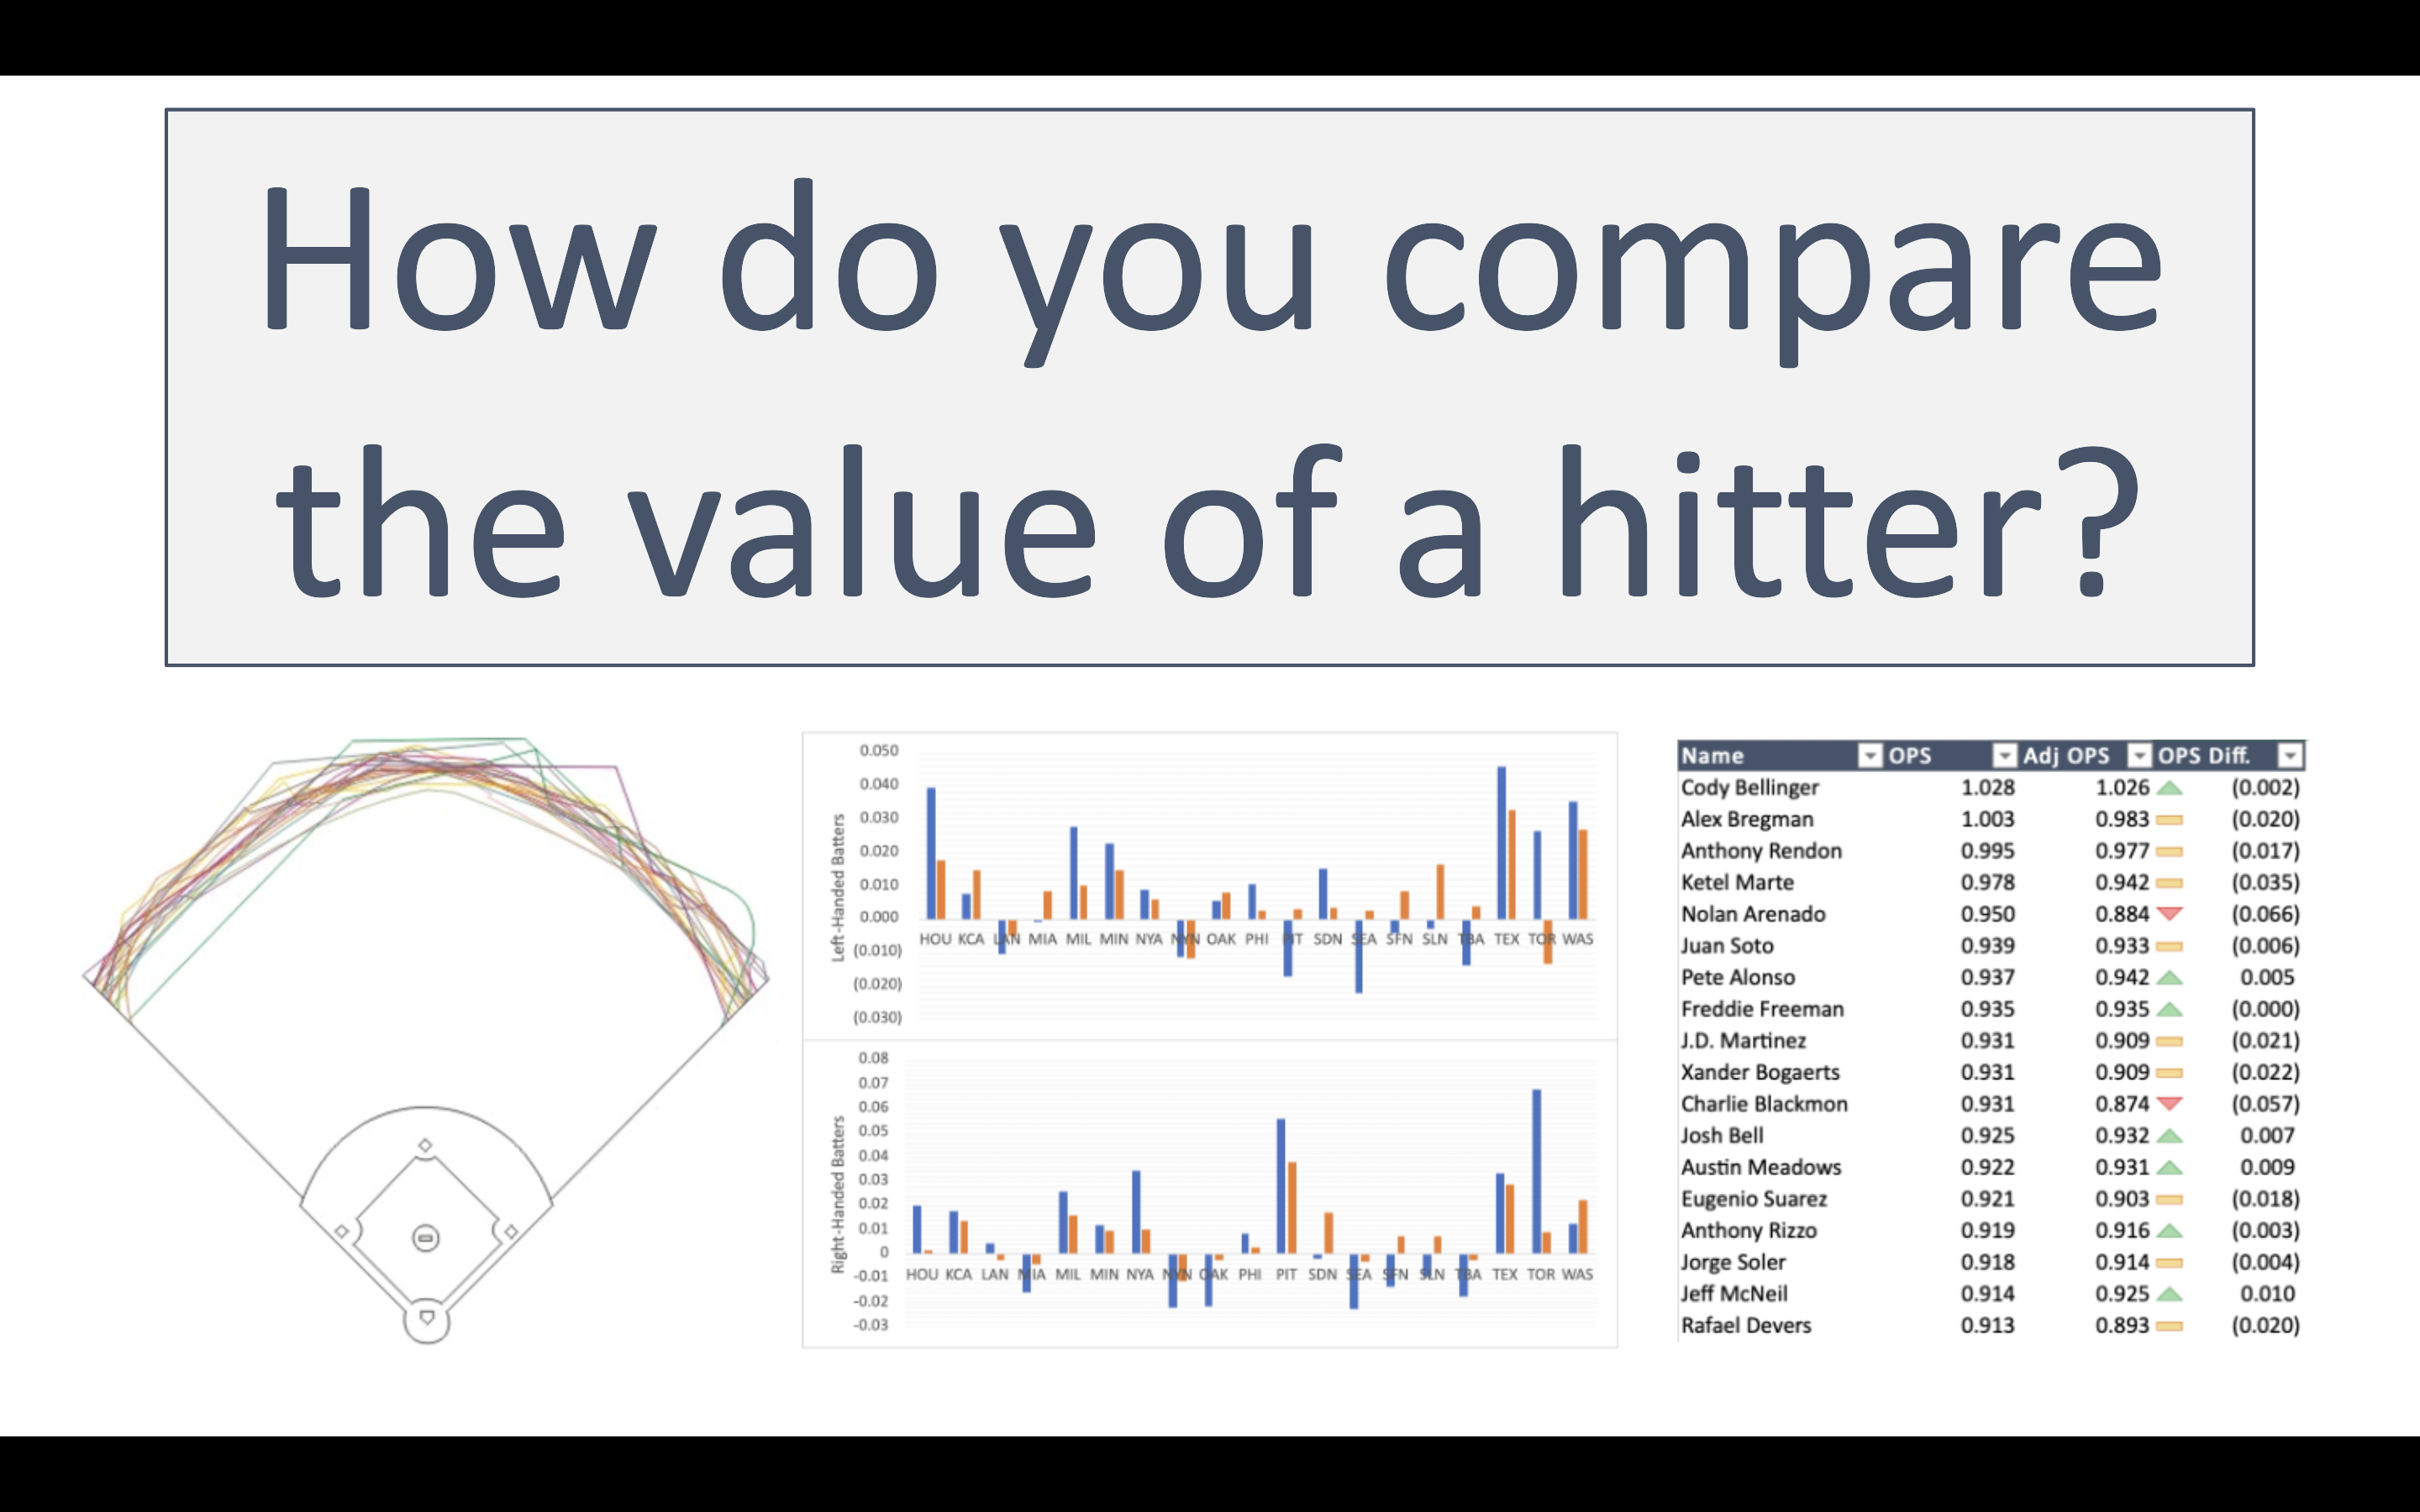 How do you compare
the value of a hitter?
Left-Handed Batters
0.050
0.040
0.030
0.020
0.010
0.000
(0.010)
(0.020)
(0.030)
HOU KCA LAN MIA MIL MIN NYA NYN OAK PHI PIT SDN SEA SFN SLN TBA TEX TOR WAS
Right-Handed Batters
0.08
0.07
0.06
0.05
0.04
0.03
0.02
0.01
0
-0.01
-0.02
-0.03
HOU KCA LAN MIA MIL MIN NYA NYN OAK PHI PIT SDN SEA SFN SLN TBA TEX TOR WAS
Name OPS Adj OPS OPS Diff.
Cody Bellinger 1.028 1.026 (0.002)
Alex Bregman 1.003 0.983 (0.020)
Anthony Rendon 0.995 0.977 (0.017)
Ketel Marte 0.978 0.942 (0.035)
Nolan Arenado 0.950 0.884 (0.066)
Juan Soto 0.939 0.933 (0.006)
Pete Alonso 0.937 0.942 0.005
Freddie Freeman 0.935 0.935 (0.000)
J.D. Martinez 0.931 0.909 (0.021)
Xander Bogaerts 0.931 0.909 (0.022)
Charlie Blackmon 0.931 0.874 (0.057)
Josh Bell 0.925 0.932 0.007
Austin Meadows 0.922 0.931 0.009
Eugenio Suarez 0.921 0.903 (0.018)
Anthony Rizzo 0.919 0.916 (0.003)
Jorge Soler 0.918 0.914 (0.004)
Jeff McNeil 0.914 0.925 0.010
Rafael Devers 0.913 0.893 (0.020)